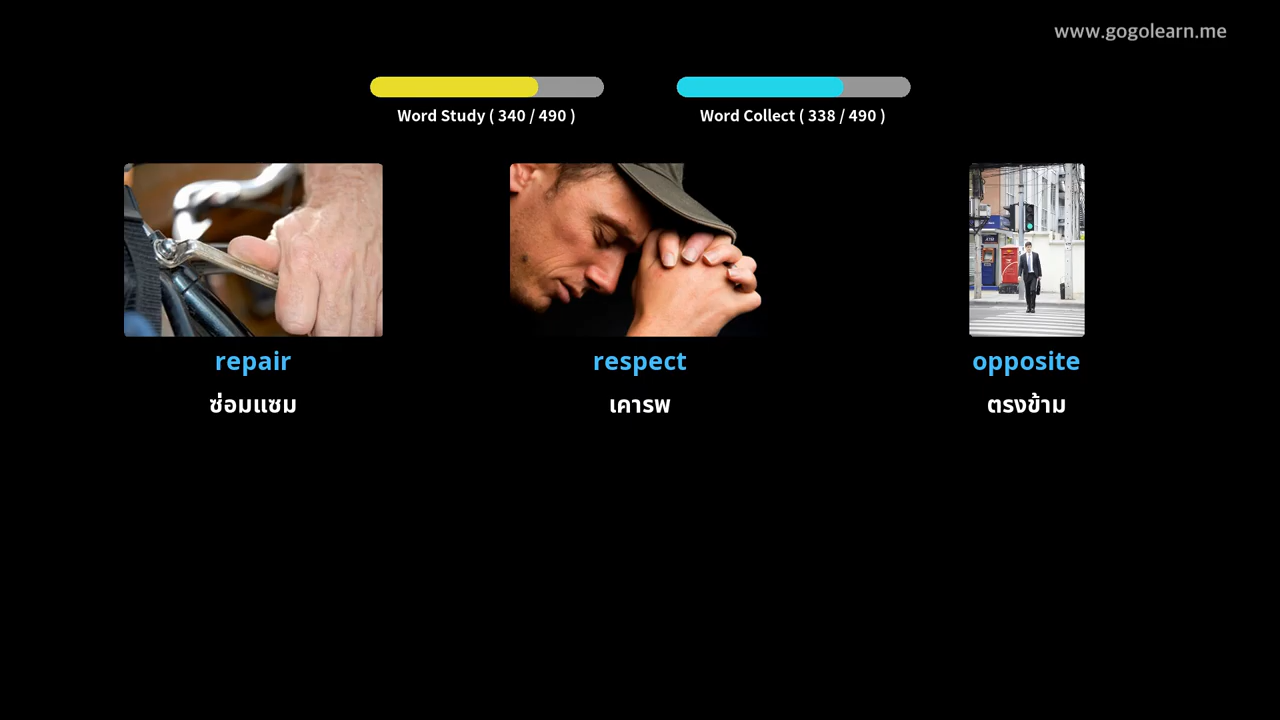 www.gogolearn.me
Word Study ( 340 / 490 )
Word Collect ( 338 / 490 )
repair
respect
opposite
ซ่อมแซม
เคารพ
ตรงข้าม